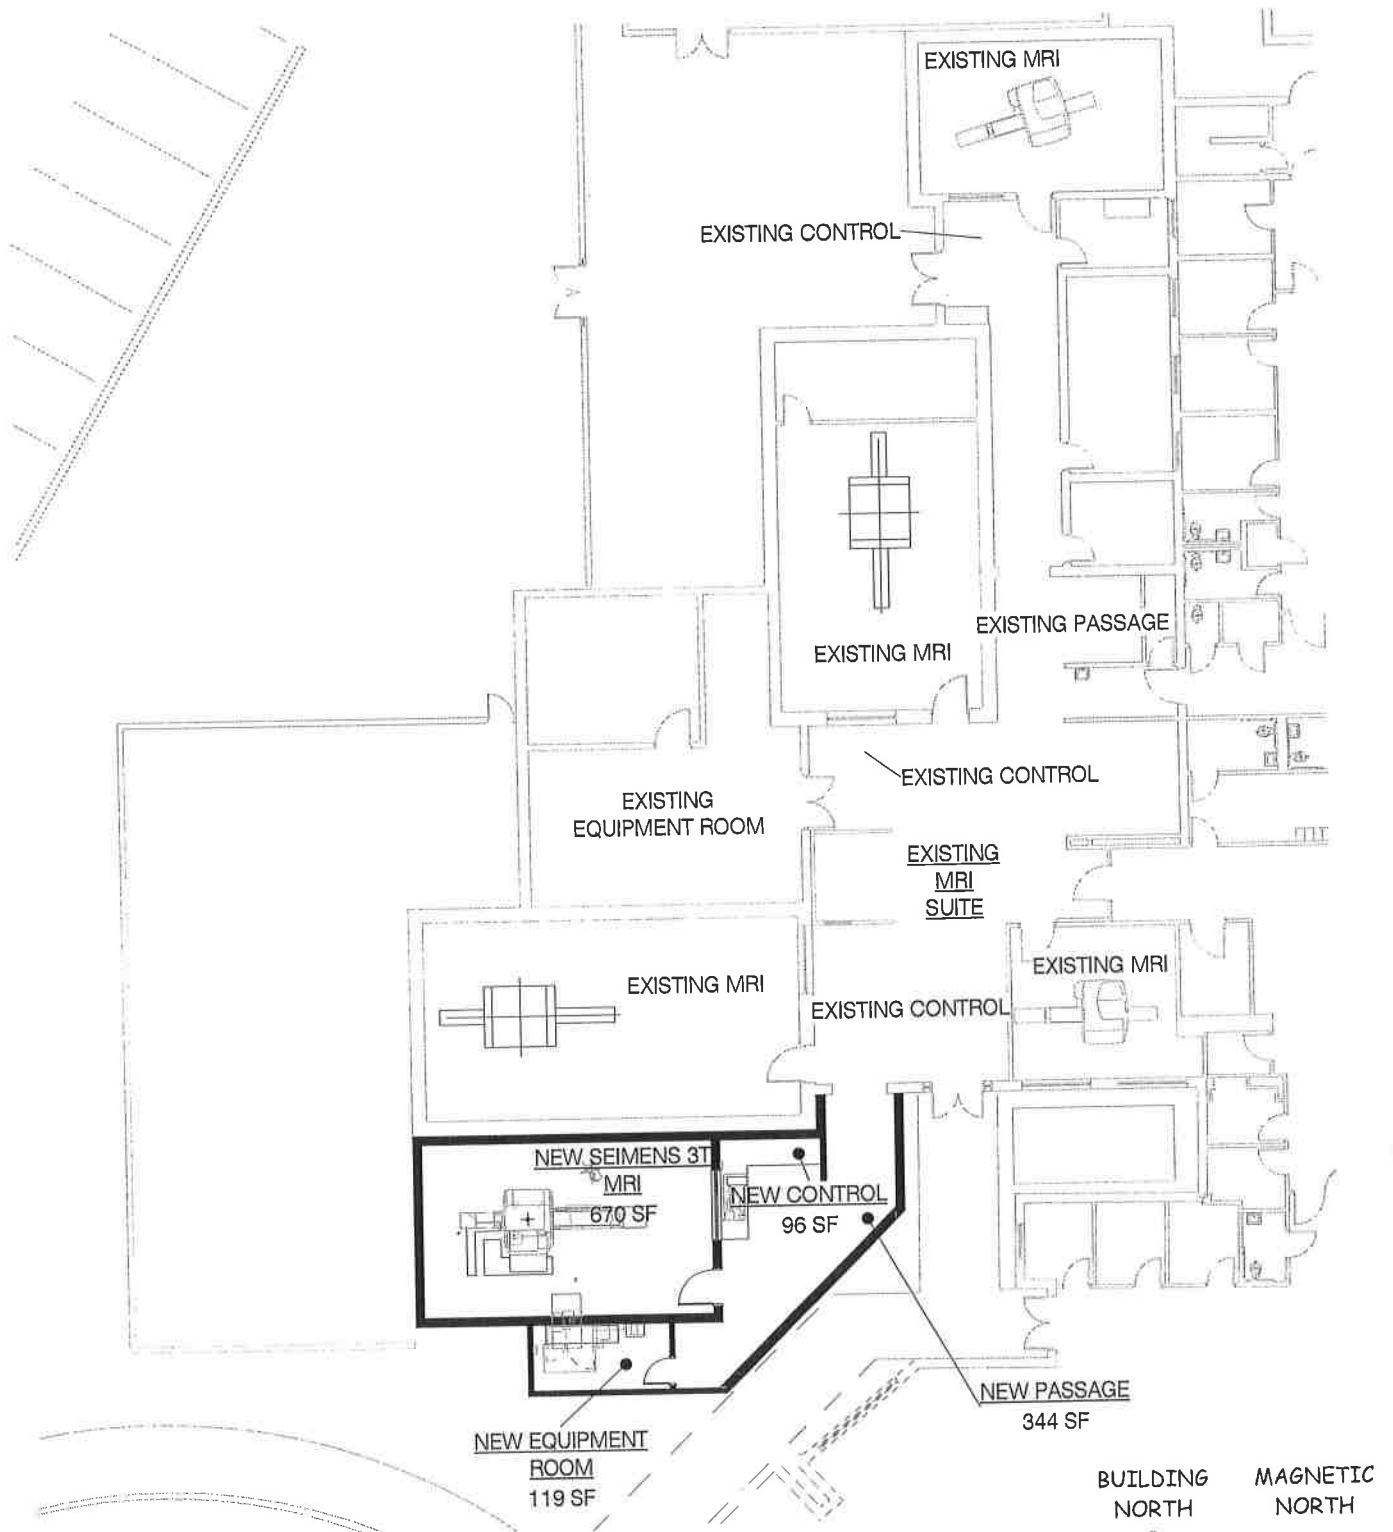 EXISTING MRI
EXISTING CONTROL
EXISTING PASSAGE
EXISTING MRI
EXISTING CONTROL
EXISTING
EQUIPMENT ROOM
EXISTING
MRI
SUITE
EXISTING MRI
EXISTING MRI
EXISTING CONTROL
NEW SEIMENS 3T
MRI
670 SF
NEW CONTROL
96 SF
NEW PASSAGE
344 SF
NEW EQUIPMENT
ROOM
119 SF
BUILDING
NORTH
MAGNETIC
NORTH